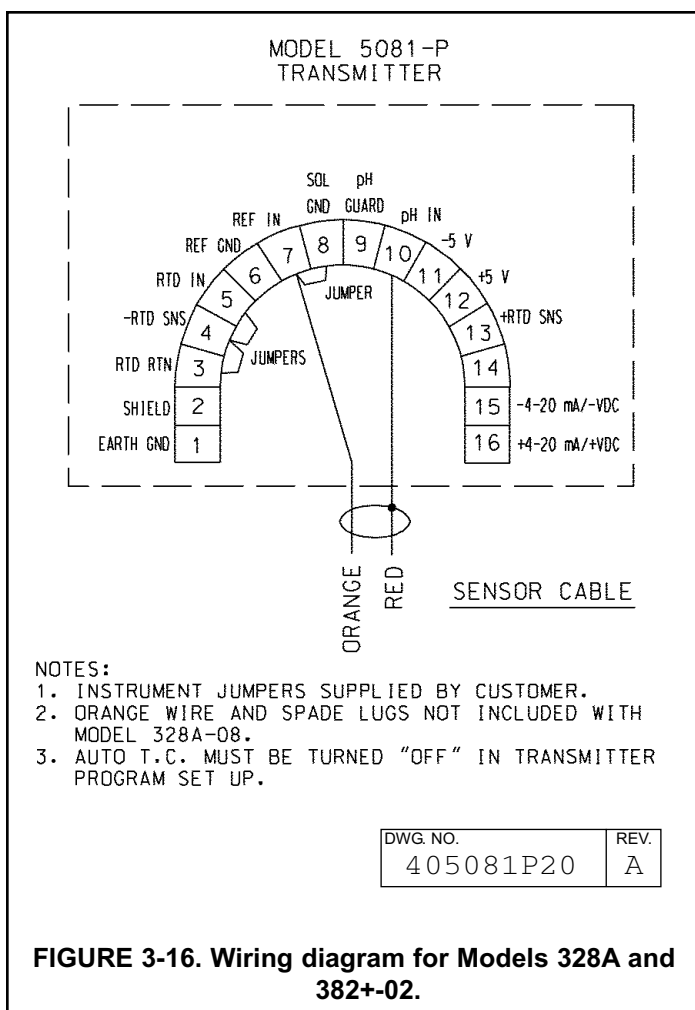 MODEL 5081-P
TRANSMITTER
SOL pH
GND GUARD
REF IN
pH IN
REF GND
-5 V
RTD IN
+5 V
-RTD SNS
+RTD SNS
RTD RTN
SHIELD
EARTH GND
1
2
3
4
5
6
7
8
9
10
11
12
13
14
15
16
JUMPER
JUMPERS
-4-20 mA/-VDC
+4-20 mA/+VDC
ORANGE
RED
SENSOR CABLE
NOTES:
1. INSTRUMENT JUMPERS SUPPLIED BY CUSTOMER.
2. ORANGE WIRE AND SPADE LUGS NOT INCLUDED WITH
MODEL 328A-08.
3. AUTO T.C. MUST BE TURNED "OFF" IN TRANSMITTER
PROGRAM SET UP.
DWG. NO. REV.
405081P20 A
FIGURE 3-16. Wiring diagram for Models 328A and
382+-02.